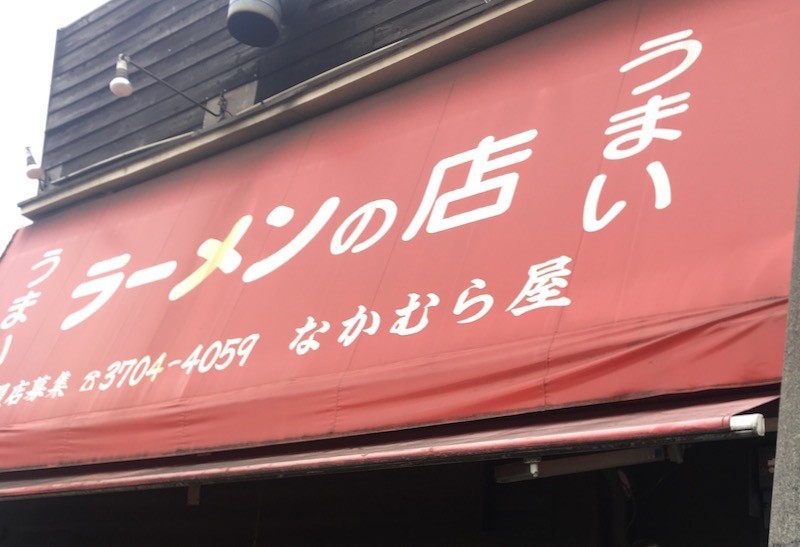 うまい
ラーメンの店
うまい
店募集 ☎3704-4059 なかむら屋